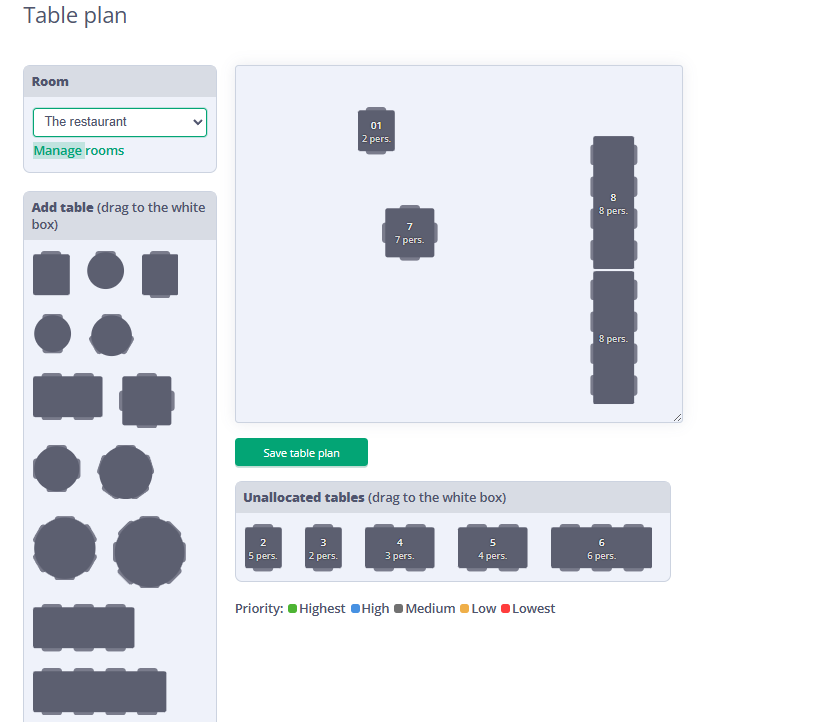 Table plan
Room
The restaurant
Manage rooms
Add table (drag to the white
box)
01
2 pers.
7
7 pers.
8
8 pers.
8 pers.
Save table plan
Unallocated tables (drag to the white box)
2
5 pers.
3
2 pers.
4
3 pers.
5
4 pers.
6
6 pers.
Priority: Highest High Medium Low Lowest